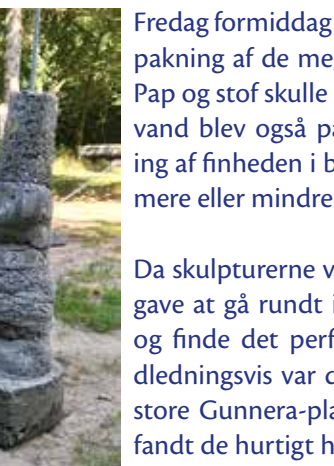 Fredag formiddag
pakning af de me
Pap og stof skulle
vand blev også pa
ing af finheden i b
mere eller mindre
Da skulpturerne v
gave at gå rundt i
og finde det perf
dledningsvis var d
store Gunnera-pla
fandt de hurtigt h